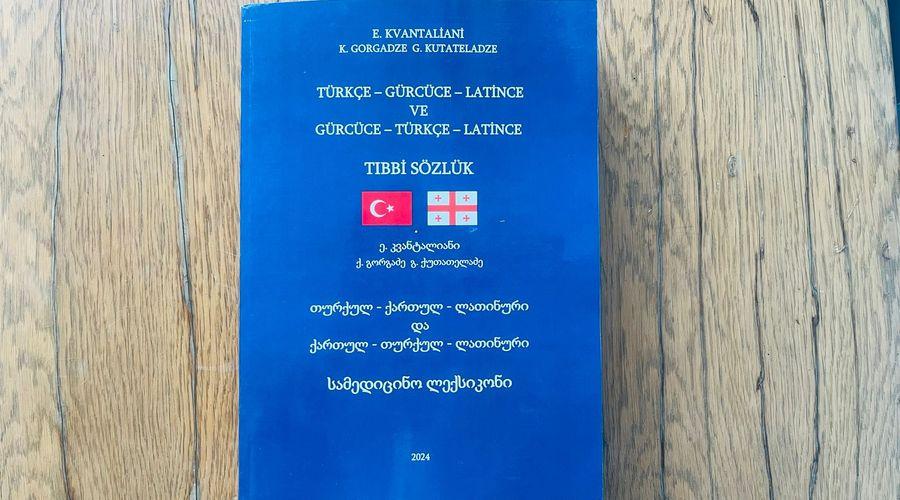 E. KVANTALİANİ
K. GORGADZE G. KUTATELADZE
TÜRKÇE – GÜRCÜCE – LATİNCE
VE
GÜRCÜCE – TÜRKÇE – LATİNCE
TIBBİ SÖZLÜK
ე. კვანტალიანი
ქ. გორგაძე გ. ქუთათელაძე
თურქულ - ქართულ - ლათინური
და
ქართულ - თურქულ - ლათინური
სამედიცინო ლექსიკონი
2024